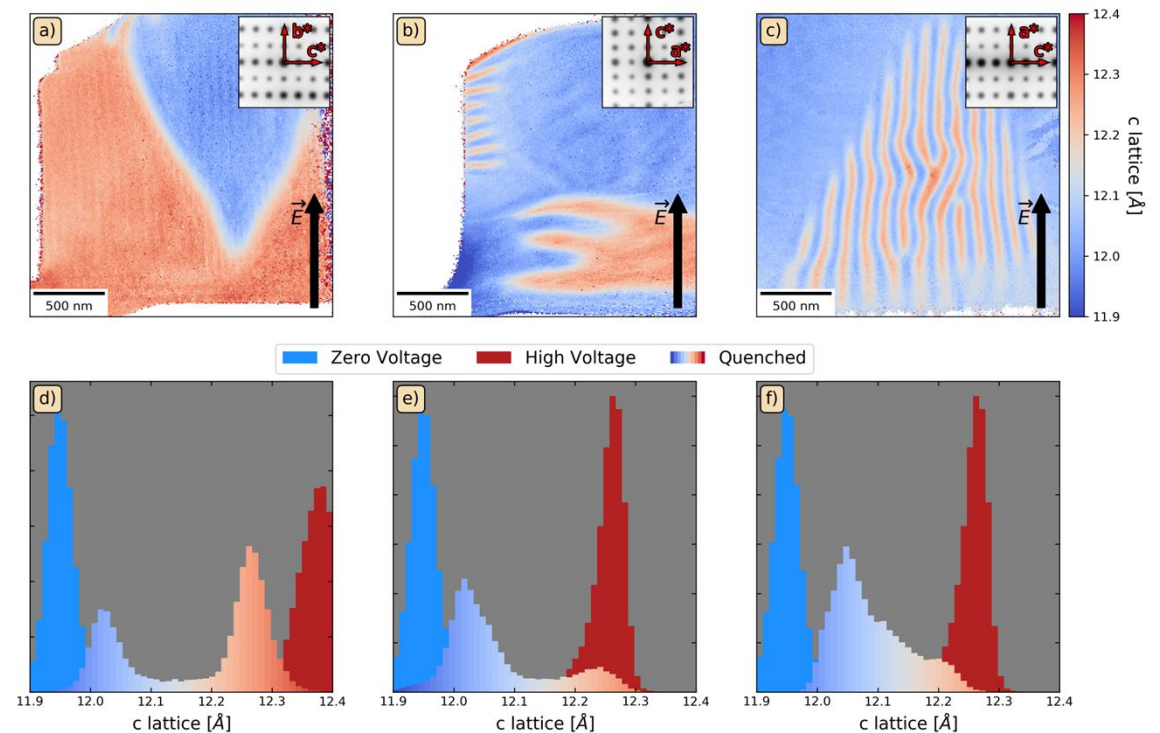 a)
b*
c*
E
500 nm
b)
c*
a*
E
500 nm
c)
a*
c*
E
500 nm
12.4
12.3
12.2
12.1
12.0
11.9
c lattice [Å]
Zero Voltage
High Voltage
Quenched
d)
11.9 12.0 12.1 12.2 12.3 12.4
c lattice [Å]
e)
11.9 12.0 12.1 12.2 12.3 12.4
c lattice [Å]
f)
11.9 12.0 12.1 12.2 12.3 12.4
c lattice [Å]